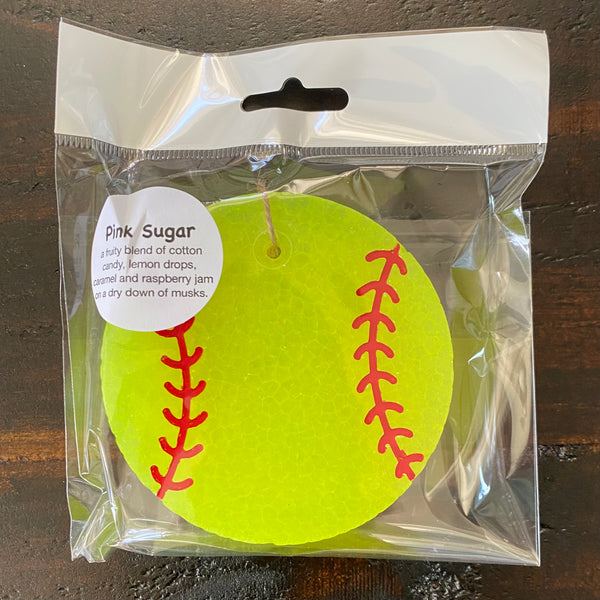 Pink Sugar
a fruity blend of cotton
candy, lemon drops,
caramel and raspberry jam
on a dry down of musks.